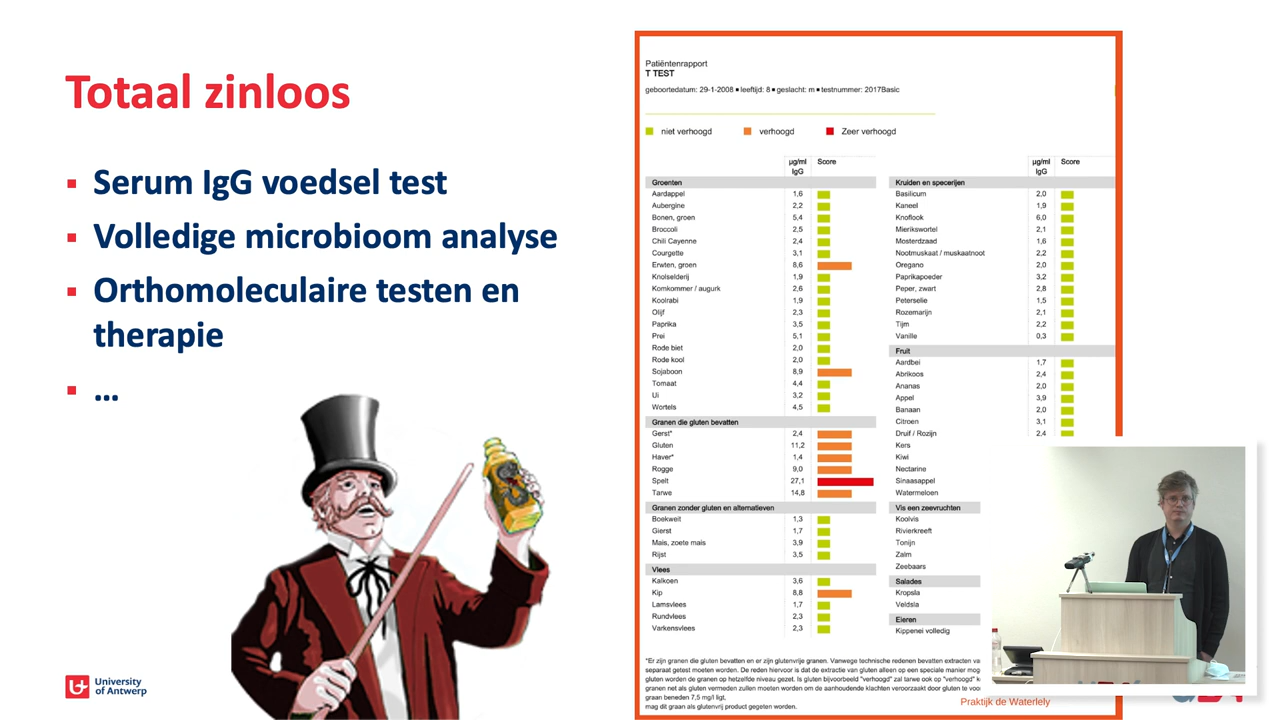 Totaal zinloos
Serum IgG voedsel test
Volledige microbioom analyse
Orthomoleculaire testen en
therapie
...
University
of Antwerp
Patiëntenrapport
T TEST
geboortedatum: 29-1-2008 ■ leeftijd: 8 ■ geslacht: m ■ testnummer: 2017Basic
niet verhoogd verhoogd Zeer verhoogd
µg/ml Score
IgG
Groenten
Aardappel 1,6
Aubergine 2,2
Bonen, groen 5,4
Broccoli 2,5
Chili Cayenne 2,4
Courgette 3,1
Erwten, groen 8,6
Knolselderij 1,9
Komkommer / augurk 2,6
Koolrabi 1,9
Olijf 2,3
Paprika 3,5
Prei 5,1
Rode biet 2,0
Rode kool 2,0
Sojaboon 8,9
Tomaat 4,4
Ui 3,2
Wortels 4,5
Granen die gluten bevatten
Gerst* 2,4
Gluten 11,2
Haver* 1,4
Rogge 9,0
Spelt 27,1
Tarwe 14,8
Granen zonder gluten en alternatieven
Boekweit 1,3
Gierst 1,7
Mais, zoete mais 3,9
Rijst 3,5
Vlees
Kalkoen 3,6
Kip 8,8
Lamsvlees 1,7
Rundvlees 2,3
Varkensvlees 2,3
µg/ml Score
IgG
Kruiden en specerijen
Basilicum 2,0
Kaneel 1,9
Knoflook 6,0
Mierikswortel 2,1
Mosterdzaad 1,6
Nootmuskaat / muskaatnoot 2,2
Oregano 2,0
Paprikapoeder 3,2
Peper, zwart 2,8
Peterselie 1,5
Rozemarijn 2,1
Tijm 2,2
Vanille 0,3
Fruit
Aardbei 1,7
Abrikoos 2,4
Ananas 2,0
Appel 3,9
Banaan 2,0
Citroen 3,1
Druif / Rozijn 2,4
Kers
Kiwi
Nectarine
Sinaasappel
Watermeloen
Vis een zeevruchten
Koolvis
Rivierkreeft
Tonijn
Zalm
Zeebaars
Salades
Kropsla
Veldsla
Eieren
Kippenei volledig
*Er zijn granen die gluten bevatten en er zijn glutenvrije granen. Vanwege technische redenen bevatten extracten va
separaat getest moeten worden. De reden hiervoor is dat de extractie van gluten alleen op een speciale manier mog
gluten worden de granen op hetzelfde niveau gezet. Is gluten bijvoorbeeld "verhoogd" zal tarwe ook op "verhoogd"
granen net als gluten vermeden zullen moeten worden om de aanhoudende klachten veroorzaakt door gluten te voo
graan beneden 7,5 mg/l ligt,
mag dit graan als glutenvrij product gegeten worden.
Praktijk de Waterlely